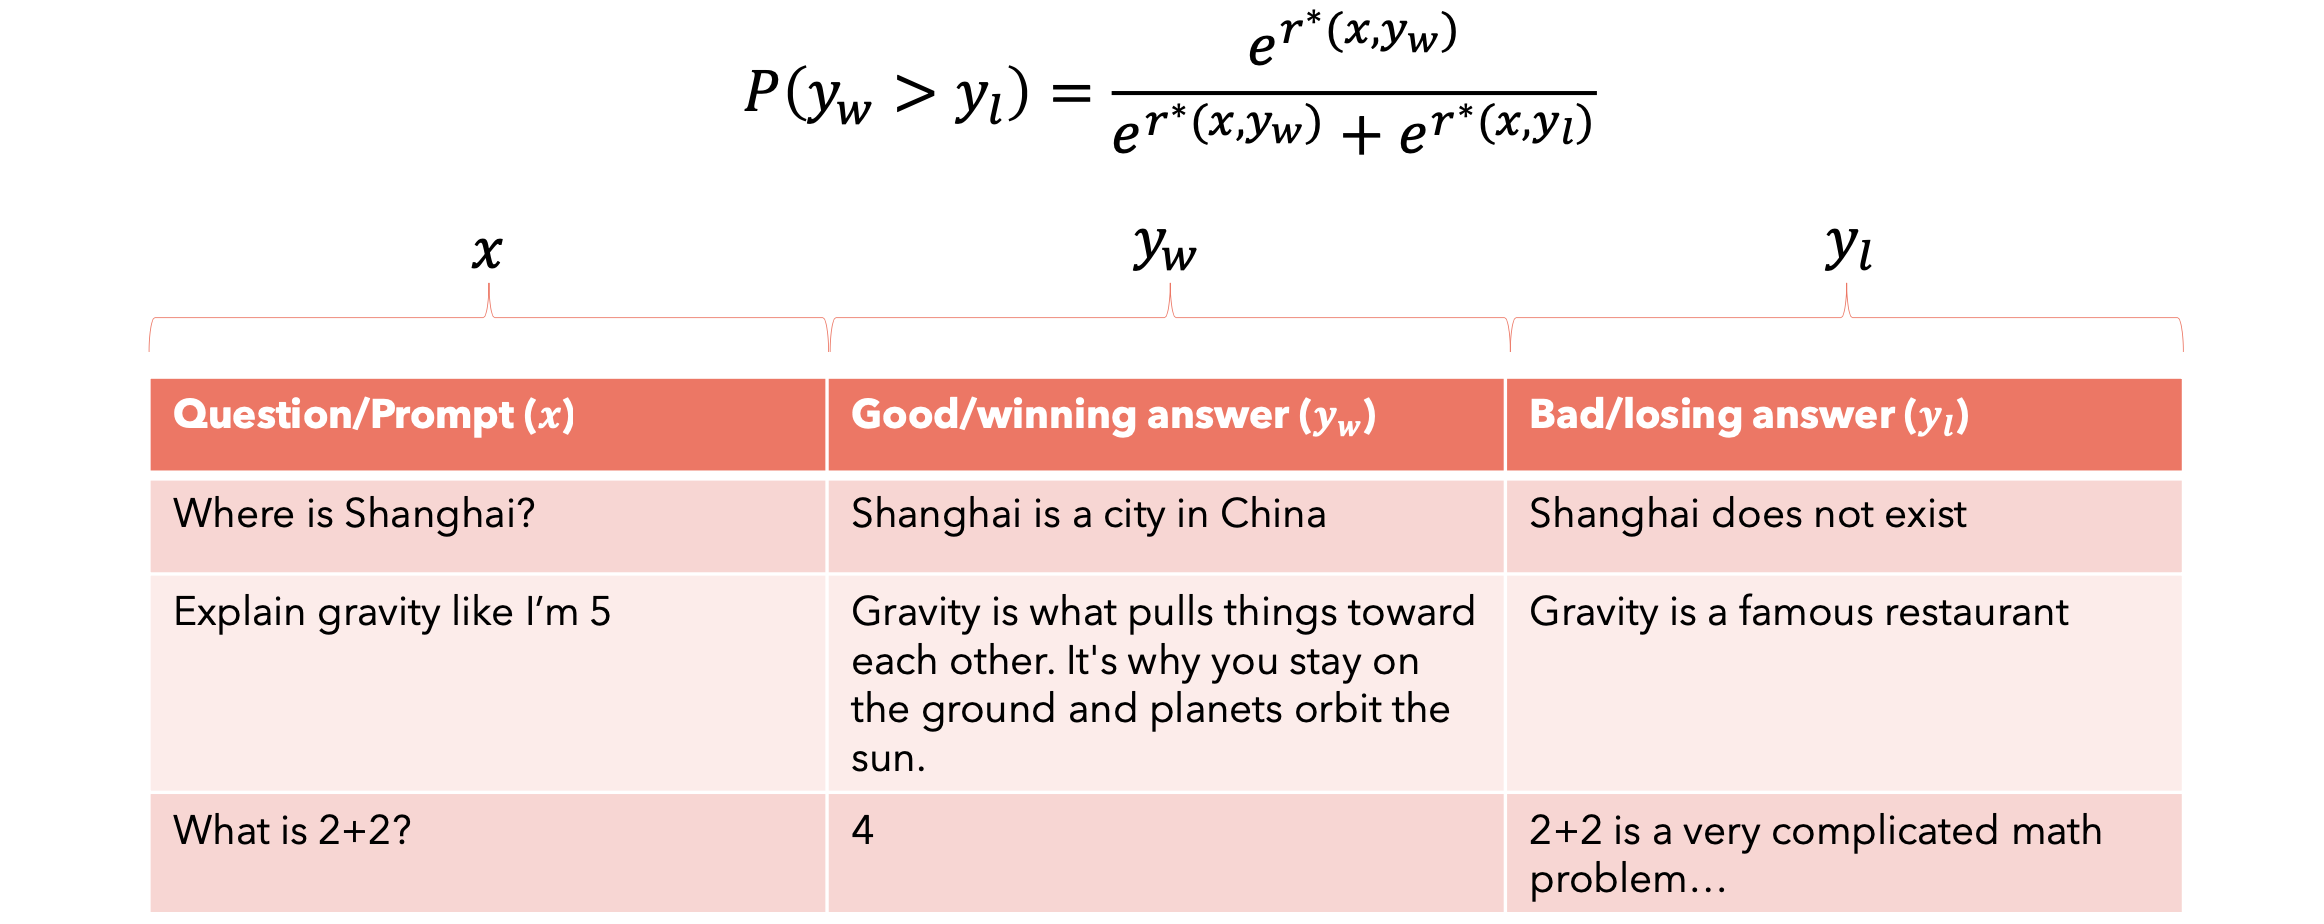 P(y_w > y_l) = e^{r*(x,y_w)} / (e^{r*(x,y_w)} + e^{r*(x,y_l)})
x y_w y_l
Question/Prompt (x) Good/winning answer (y_w) Bad/losing answer (y_l)
Where is Shanghai? Shanghai is a city in China Shanghai does not exist
Explain gravity like I’m 5 Gravity is what pulls things toward Gravity is a famous restaurant
each other. It's why you stay on
the ground and planets orbit the
sun.
What is 2+2? 4 2+2 is a very complicated math
problem…